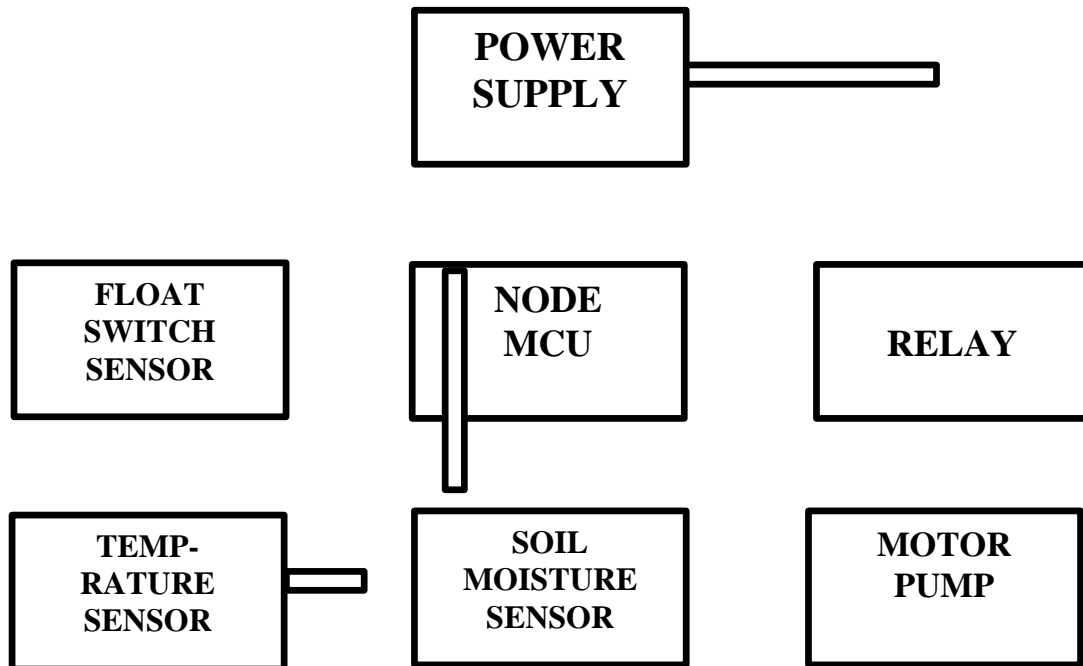 POWER
SUPPLY
FLOAT
SWITCH
SENSOR
NODE
MCU
RELAY
TEMP-
RATURE
SENSOR
SOIL
MOISTURE
SENSOR
MOTOR
PUMP